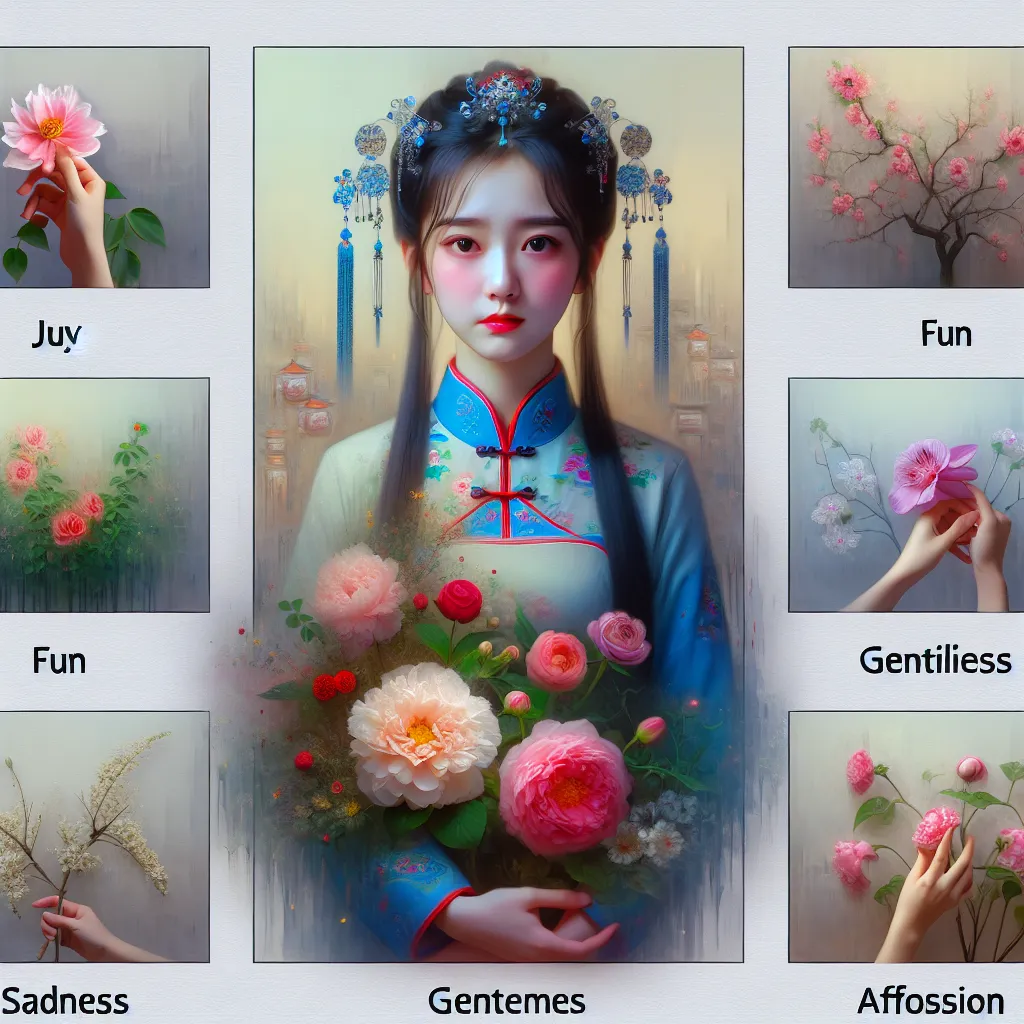 Juy
Fun
Fun
Gentiliess
Sadness
Gentemes
Affossion